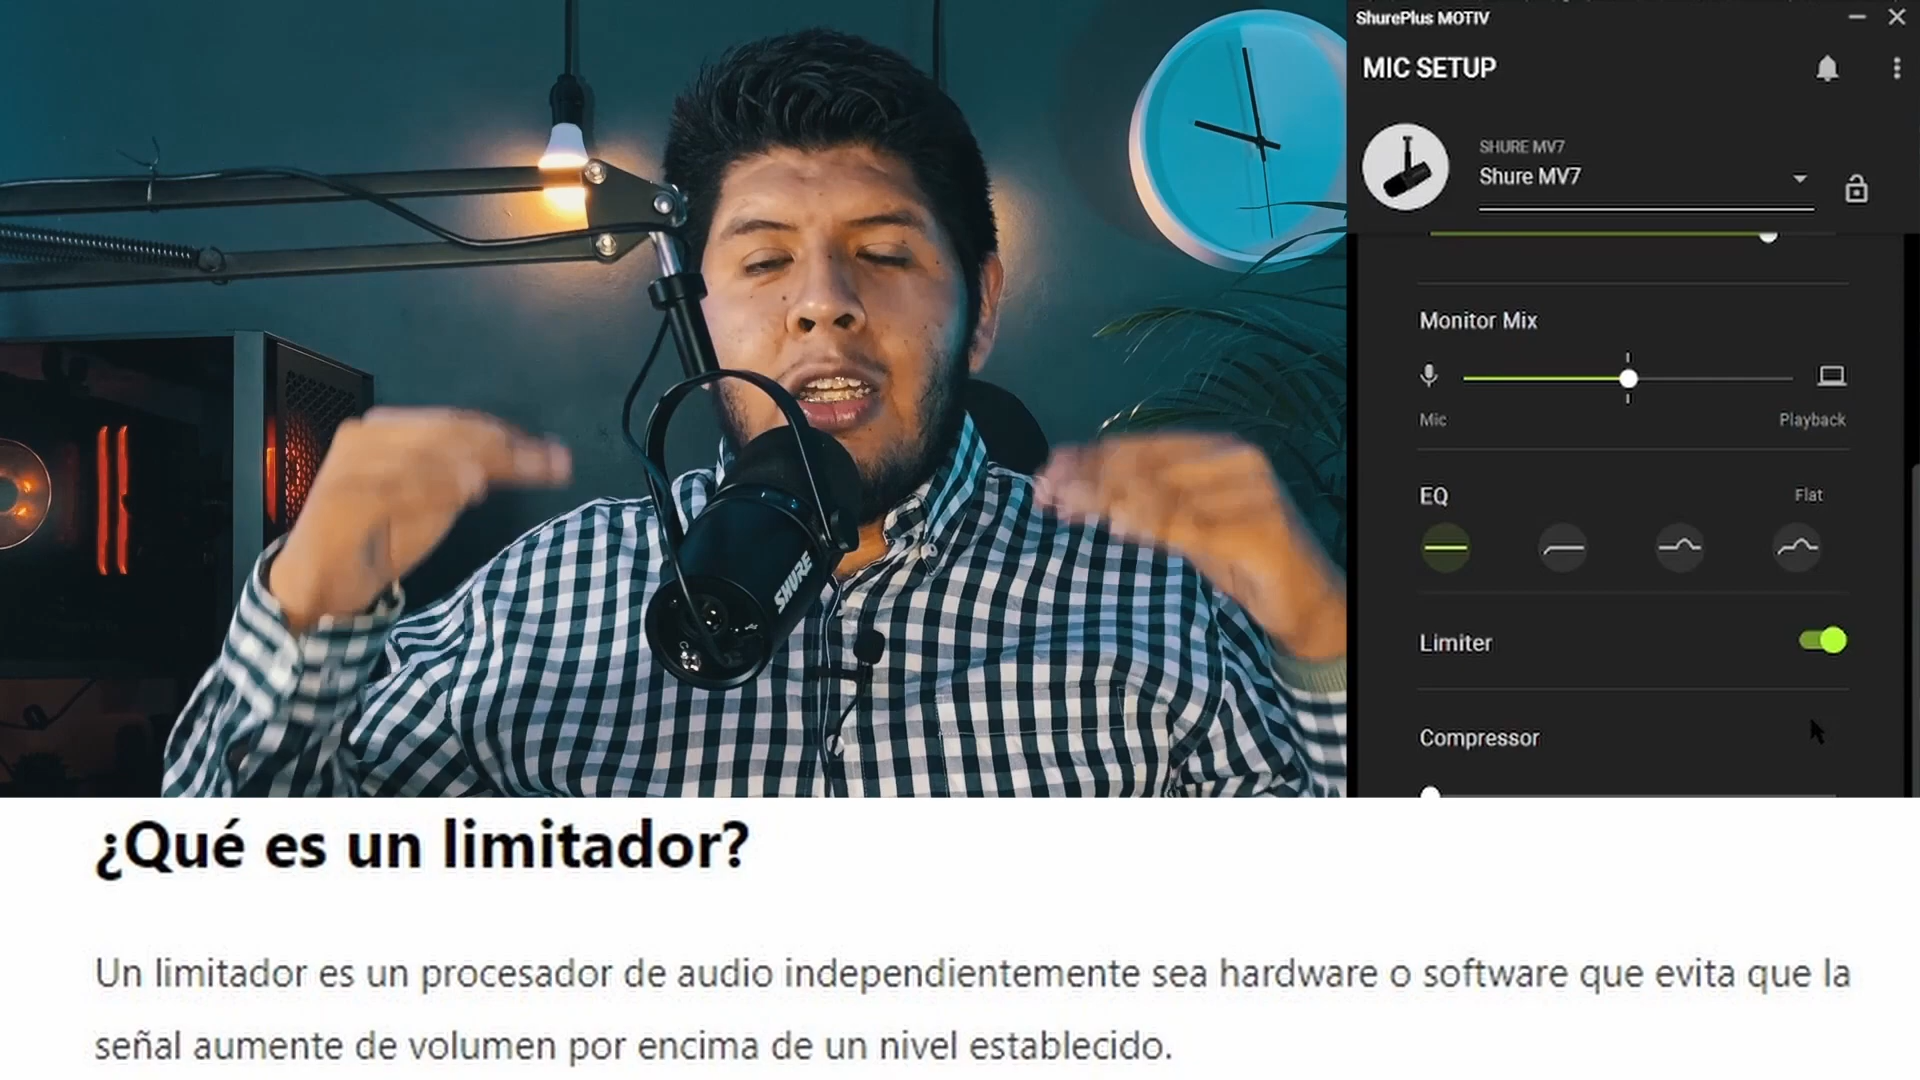 ShurePlus MOTIV
MIC SETUP
SHURE MV7
Shure MV7
Monitor Mix
Mic
Playback
EQ
Flat
Limiter
Compressor
SHURE
¿Qué es un limitador?
Un limitador es un procesador de audio independientemente sea hardware o software que evita que la
señal aumente de volumen por encima de un nivel establecido.